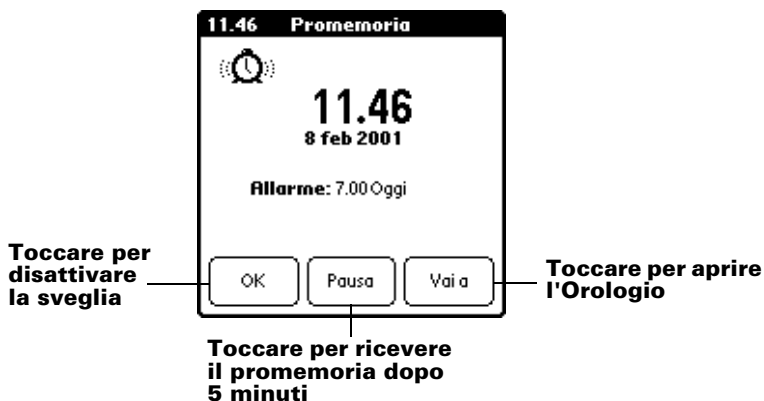 11.46 Promemoria
11.46
8 feb 2001
Allarme: 7.00 Oggi
OK Pausa Vai a
Toccare per
disattivare
la sveglia
Toccare per aprire
l'Orologio
Toccare per ricevere
il promemoria dopo
5 minuti